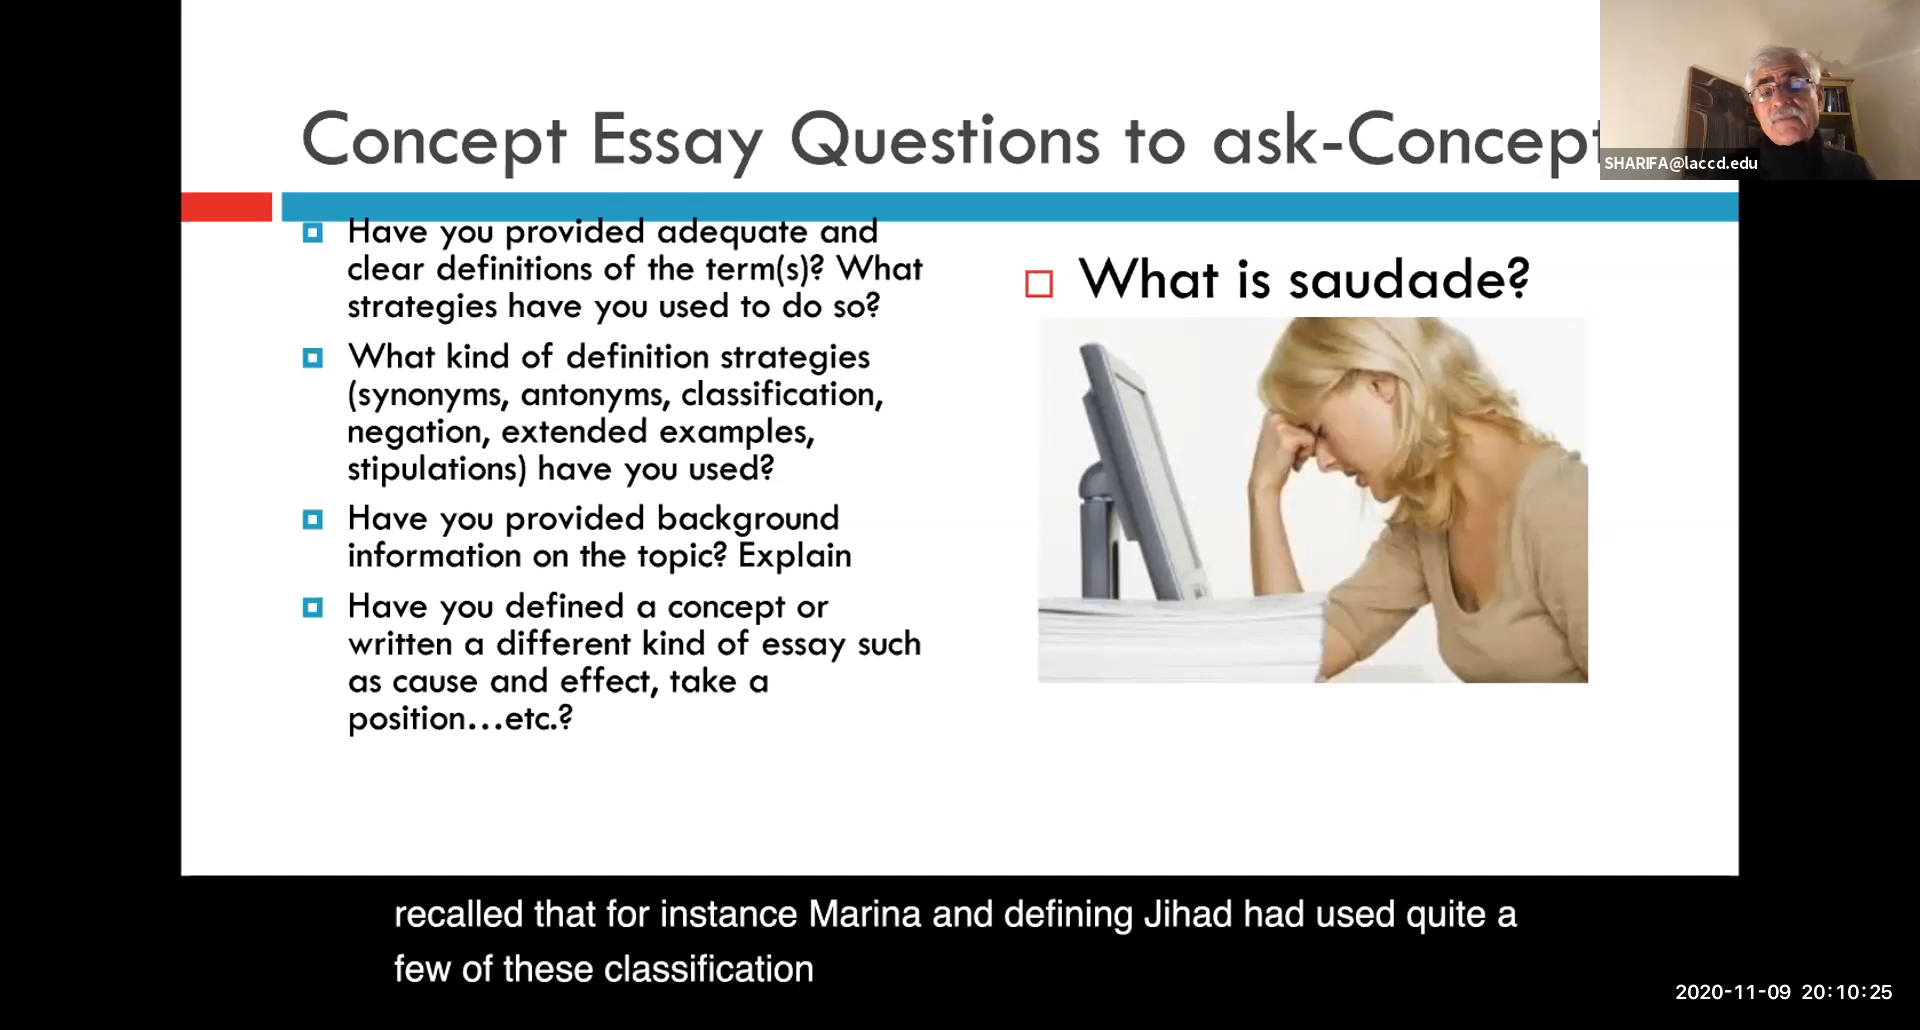 Concept Essay Questions to ask-Concept
SHARIFA@laccd.edu
Have you provided adequate and
clear definitions of the term(s)? What
strategies have you used to do so?
What kind of definition strategies
(synonyms, antonyms, classification,
negation, extended examples,
stipulations) have you used?
Have you provided background
information on the topic? Explain
Have you defined a concept or
written a different kind of essay such
as cause and effect, take a
position...etc.?
What is saudade?
recalled that for instance Marina and defining Jihad had used quite a
few of these classification
2020-11-09 20:10:25